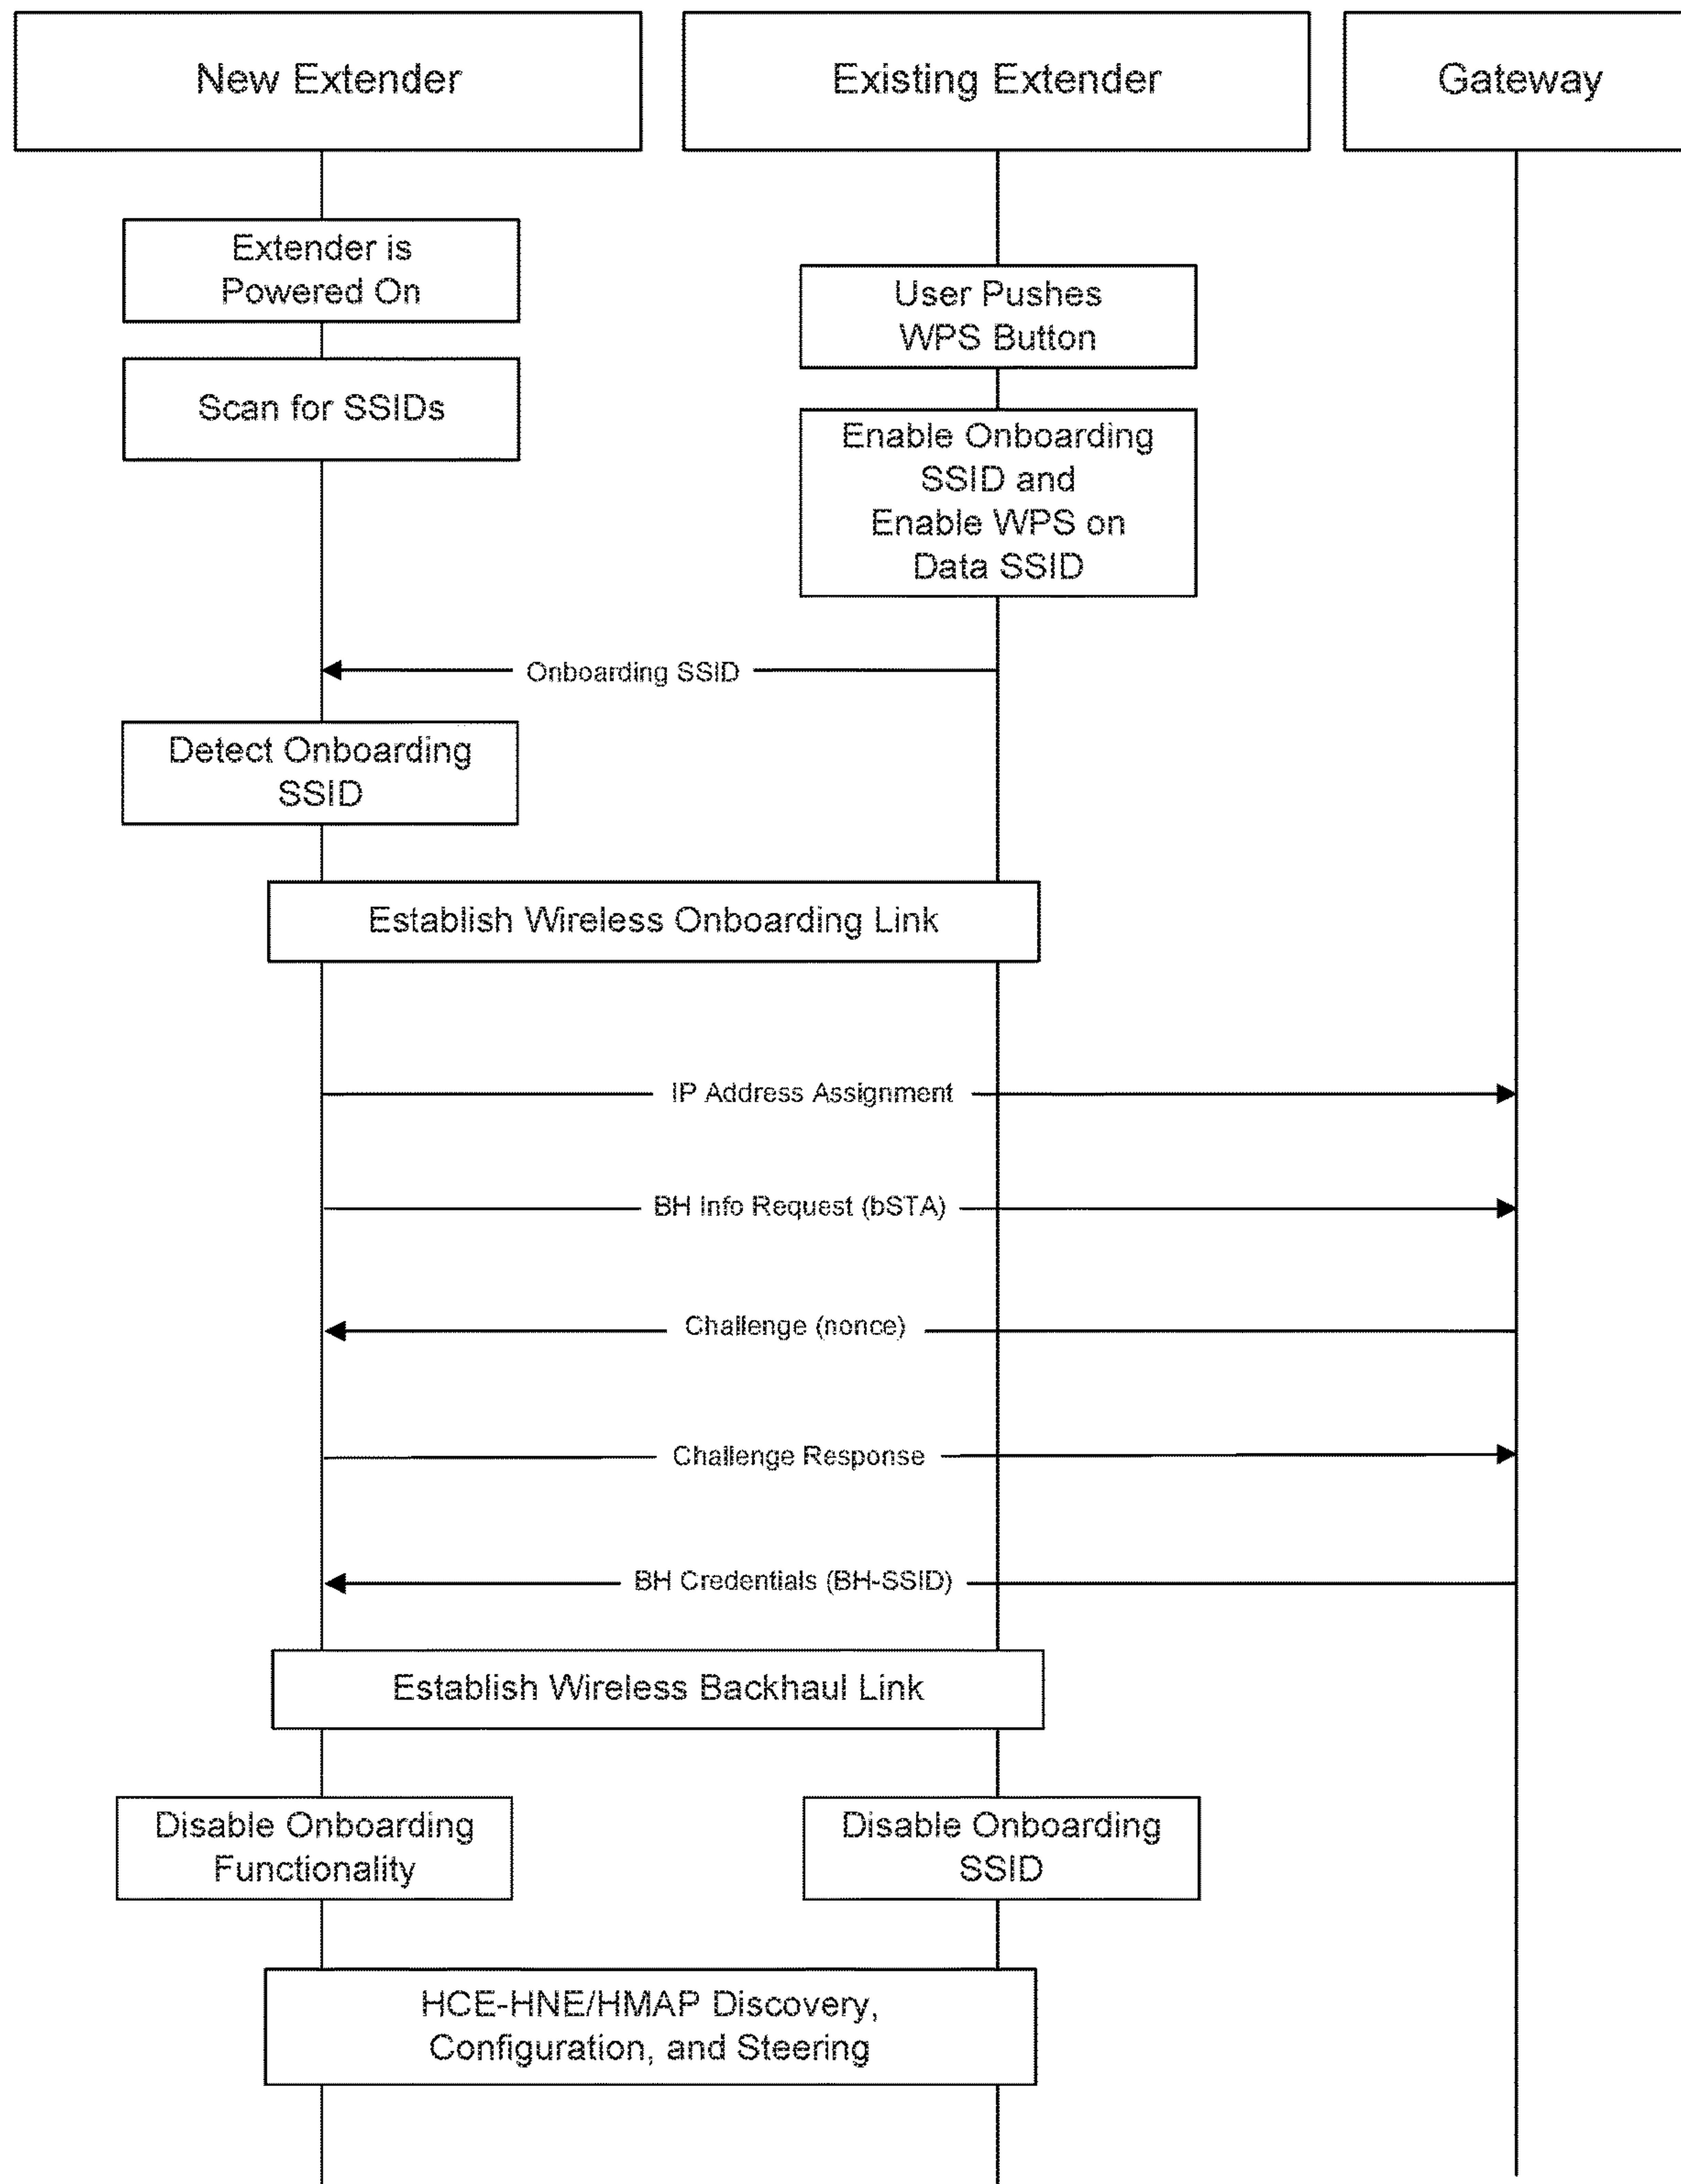 New Extender
Existing Extender
Gateway
Extender is
Powered On
User Pushes
WPS Button
Scan for SSIDs
Enable Onboarding
SSID and
Enable WPS on
Data SSID
Onboarding SSID
Detect Onboarding
SSID
Establish Wireless Onboarding Link
IP Address Assignment
BH Info Request (bSTA)
Challenge (nonce)
Challenge Response
BH Credentials (BH-SSID)
Establish Wireless Backhaul Link
Disable Onboarding
Functionality
Disable Onboarding
SSID
HCE-HNE/HMAP Discovery,
Configuration, and Steering